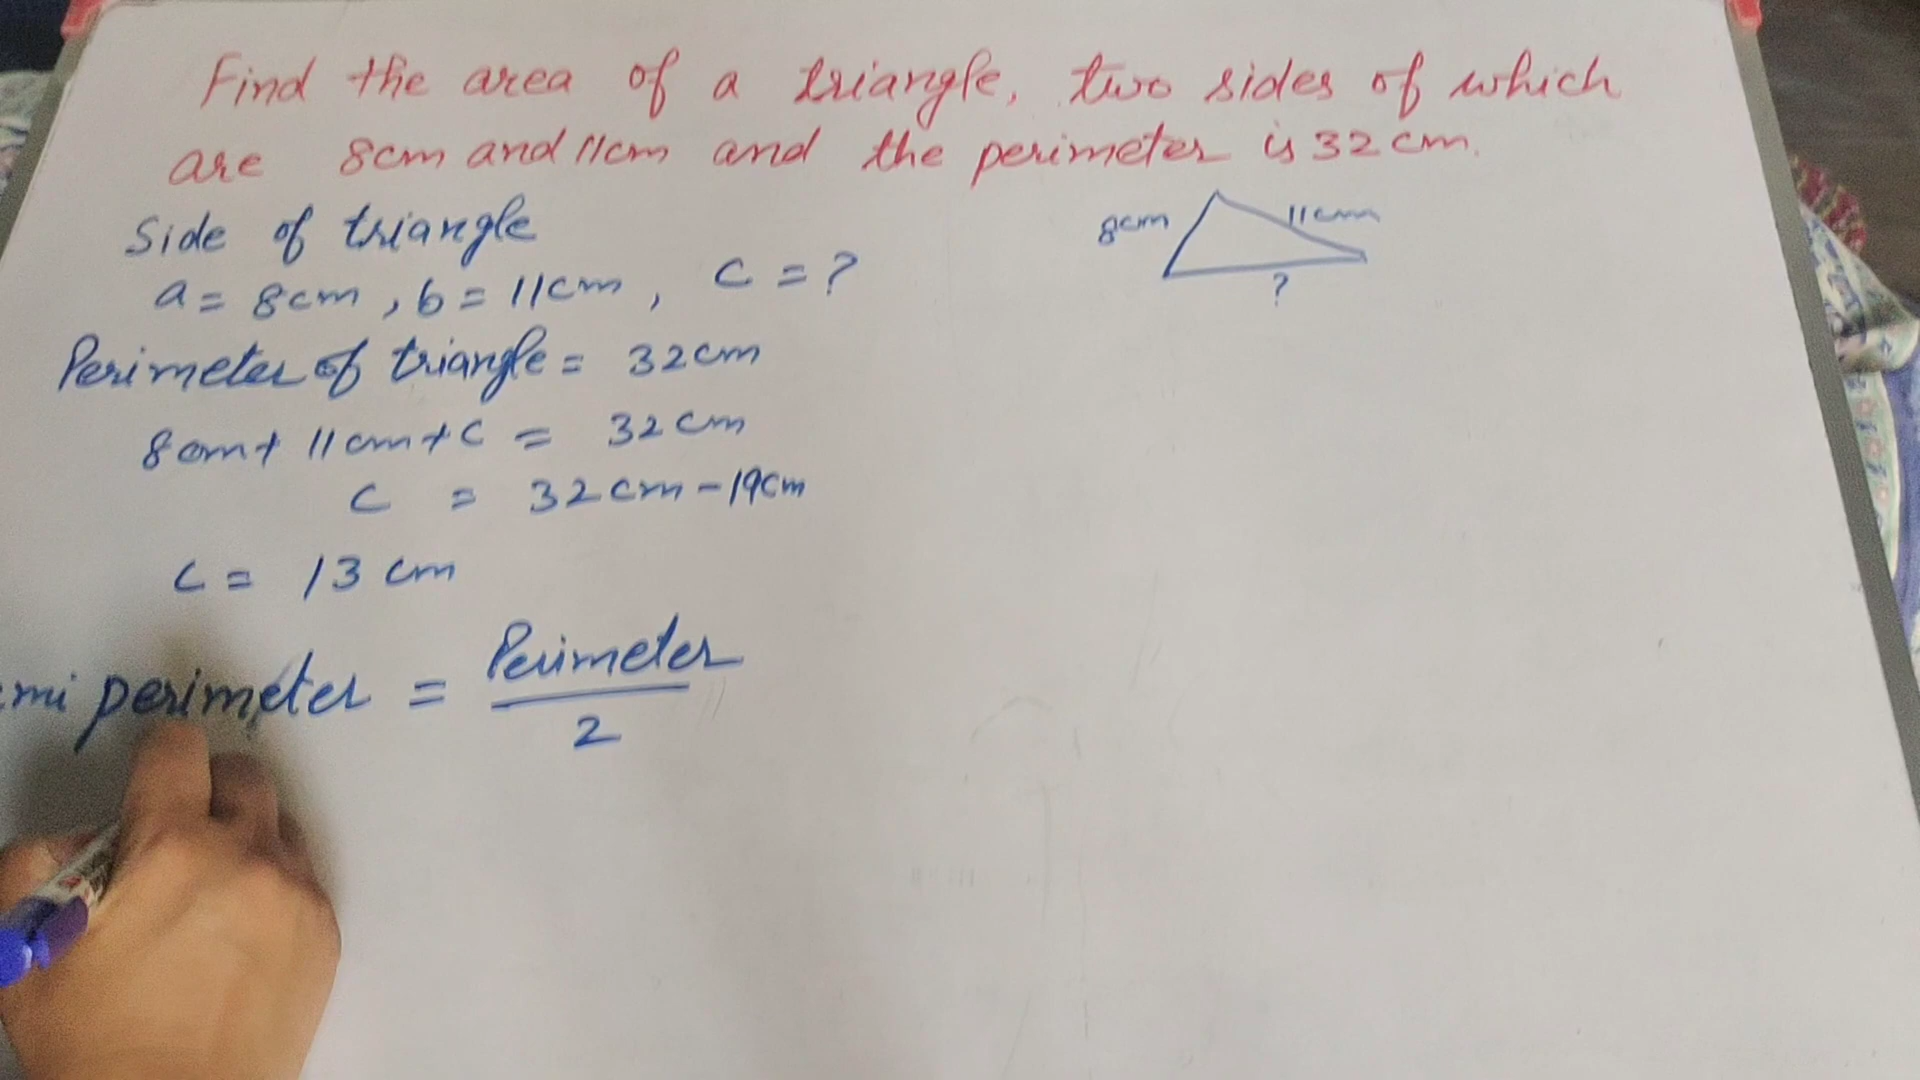 Find the area of a triangle, two sides of which
are 8cm and 11cm and the perimeter is 32 cm.
Side of triangle
a = 8cm , b = 11cm , c = ?
8cm 11cm
?
Perimeter of triangle = 32cm
8cm + 11cm + c = 32 cm
c = 32cm - 19cm
c = 13 cm
mi perimeter = Perimeter
2